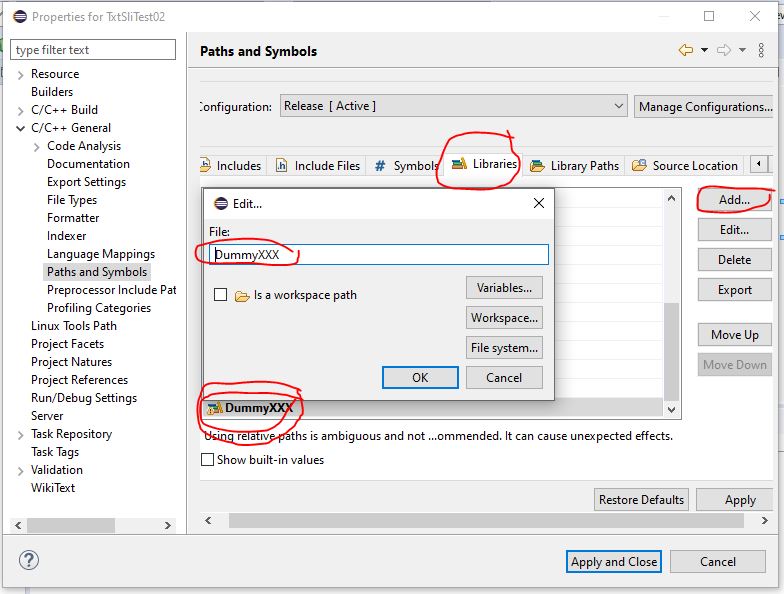 Properties for TxtSliTest02
type filter text
Paths and Symbols
Resource
Builders
C/C++ Build
C/C++ General
Code Analysis
Documentation
Export Settings
File Types
Formatter
Indexer
Language Mappings
Paths and Symbols
Preprocessor Include Pat
Profiling Categories
Linux Tools Path
Project Facets
Project Natures
Project References
Run/Debug Settings
Server
Task Repository
Task Tags
Validation
WikiText
Configuration: Release [ Active ] Manage Configurations...
Includes Include Files # Symbols Libraries Library Paths Source Location
Edit...
File:
DummyXXX
Is a workspace path
Variables...
Workspace...
File system...
OK Cancel
Add...
Edit...
Delete
Export
Move Up
Move Down
DummyXXX
Using relative paths is ambiguous and not ...ommended. It can cause unexpected effects.
Show built-in values
Restore Defaults Apply
? Apply and Close Cancel